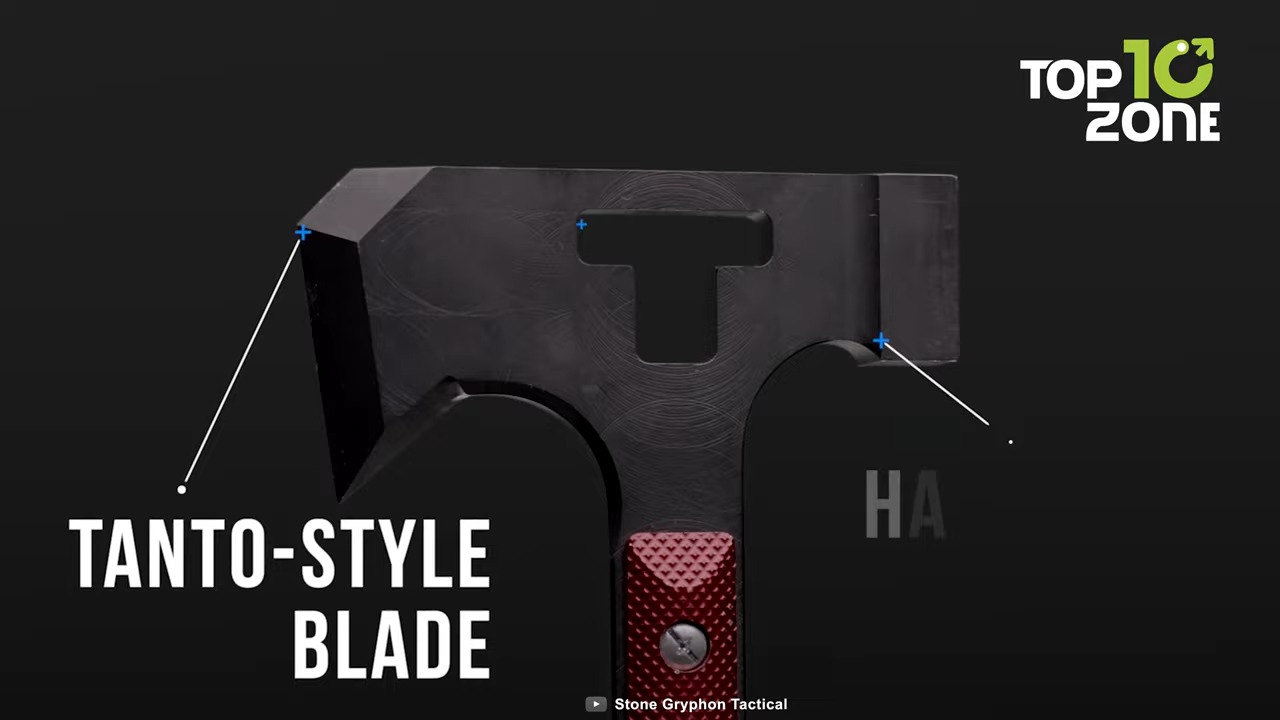 TOP 10
ZONE
TANTO-STYLE
BLADE
HA
Stone Gryphon Tactical